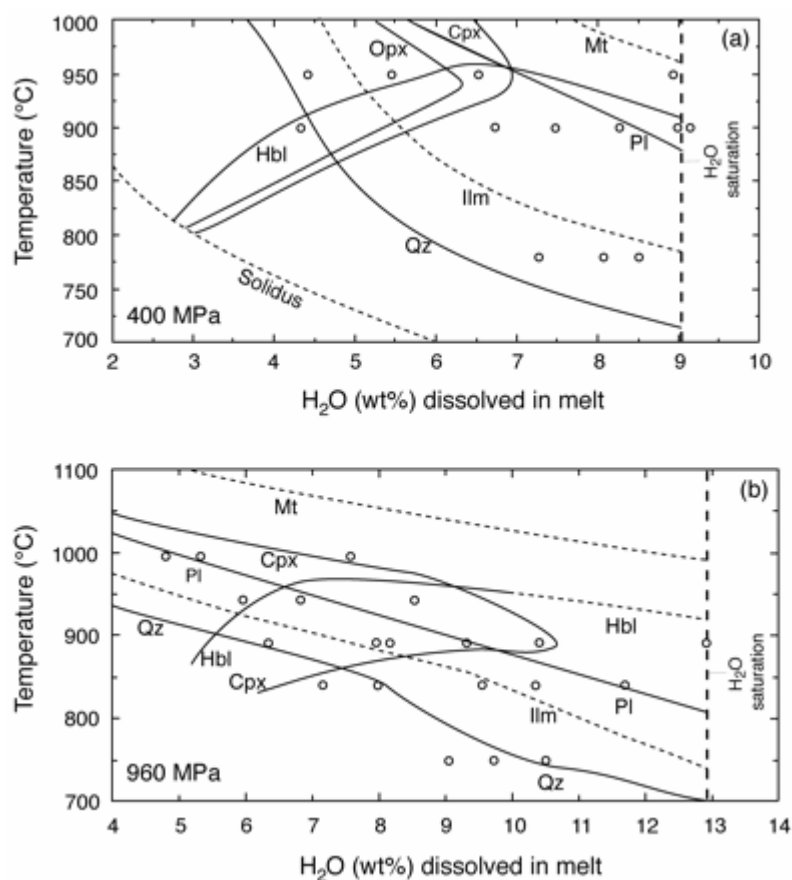 1000
950
900
850
800
750
700
Temperature (°C)
(a)
Opx
Cpx
Mt
Hbl
Pl
H₂O
saturation
Ilm
Qz
Solidus
400 MPa
2 3 4 5 6 7 8 9 10
H₂O (wt%) dissolved in melt
1100
1000
900
800
700
Temperature (°C)
(b)
Mt
Cpx
Pl
Qz
Hbl
Hbl
Cpx
Ilm
Pl
H₂O
saturation
960 MPa
Qz
4 5 6 7 8 9 10 11 12 13 14
H₂O (wt%) dissolved in melt